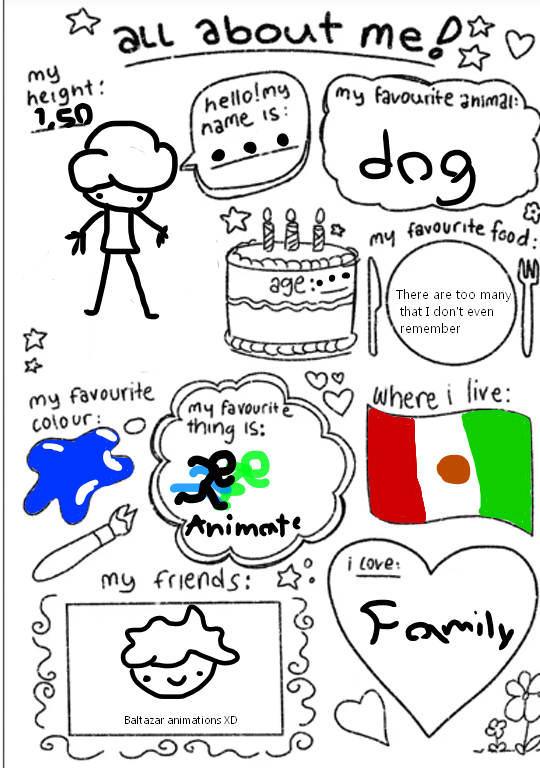 all about me!
my
height:
1,50
hello! my
name is:
...
my favourite animal:
dog
my favourite food:
age:...
There are too many
that I don't even
remember
my favourite
colour:
my favourite
thing is:
Animate
where i live:
my friends:
i love:
Family
Baltazar animations XD